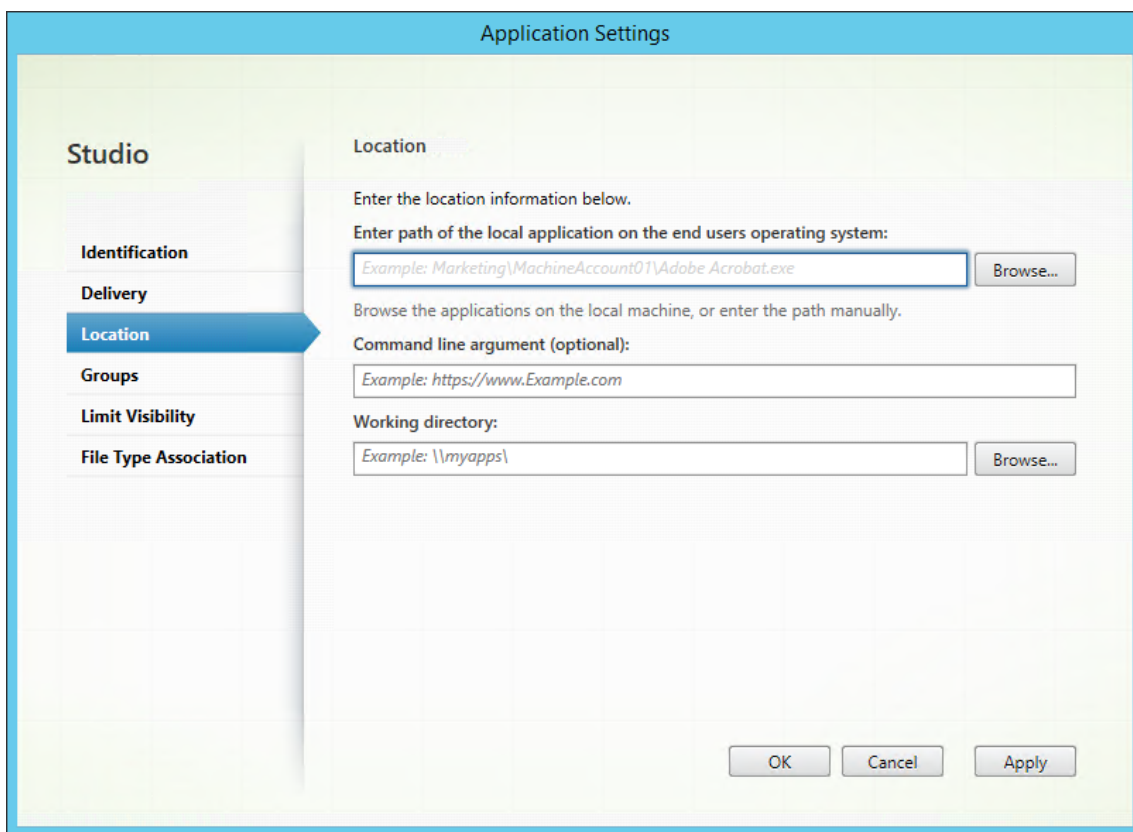 Application Settings
Studio
Identification
Delivery
Location
Groups
Limit Visibility
File Type Association
Location
Enter the location information below.
Enter path of the local application on the end users operating system:
Example: Marketing\MachineAccount01\Adobe Acrobat.exe
Browse...
Browse the applications on the local machine, or enter the path manually.
Command line argument (optional):
Example: https://www.Example.com
Working directory:
Example: \\myapps\
Browse...
OK
Cancel
Apply